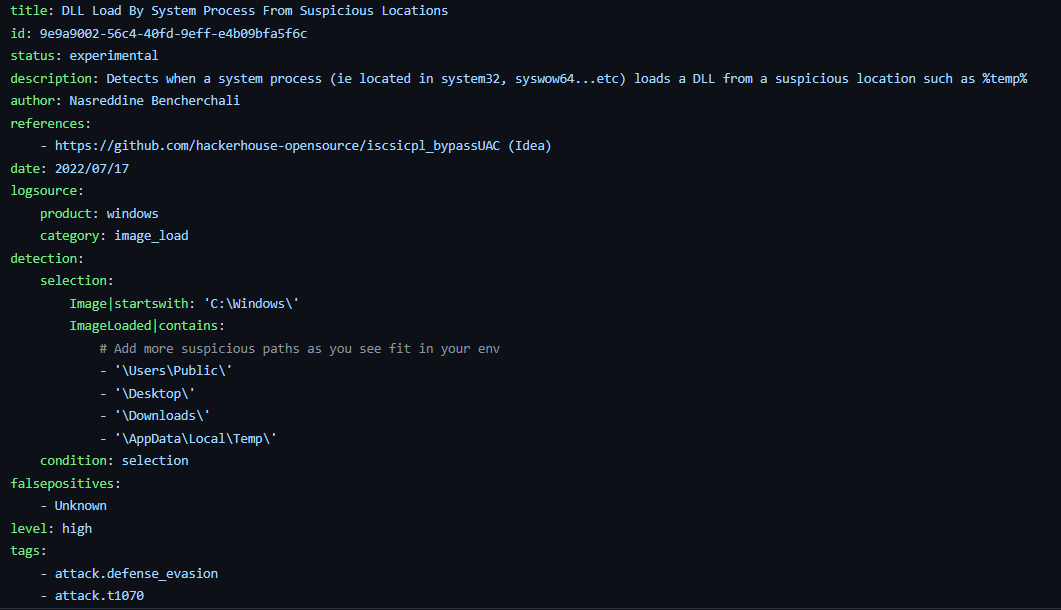 title: DLL Load By System Process From Suspicious Locations
id: 9e9a9002-56c4-40fd-9eff-e4b09bfa5f6c
status: experimental
description: Detects when a system process (ie located in system32, syswow64...etc) loads a DLL from a suspicious location such as %temp%
author: Nasreddine Bencherchali
references:
    - https://github.com/hackerhouse-opensource/iscsicpl_bypassUAC (Idea)
date: 2022/07/17
logsource:
    product: windows
    category: image_load
detection:
    selection:
        Image|startswith: 'C:\Windows\'
        ImageLoaded|contains:
            # Add more suspicious paths as you see fit in your env
            - '\Users\Public\'
            - '\Desktop\'
            - '\Downloads\'
            - '\AppData\Local\Temp\'
    condition: selection
falsepositives:
    - Unknown
level: high
tags:
    - attack.defense_evasion
    - attack.t1070